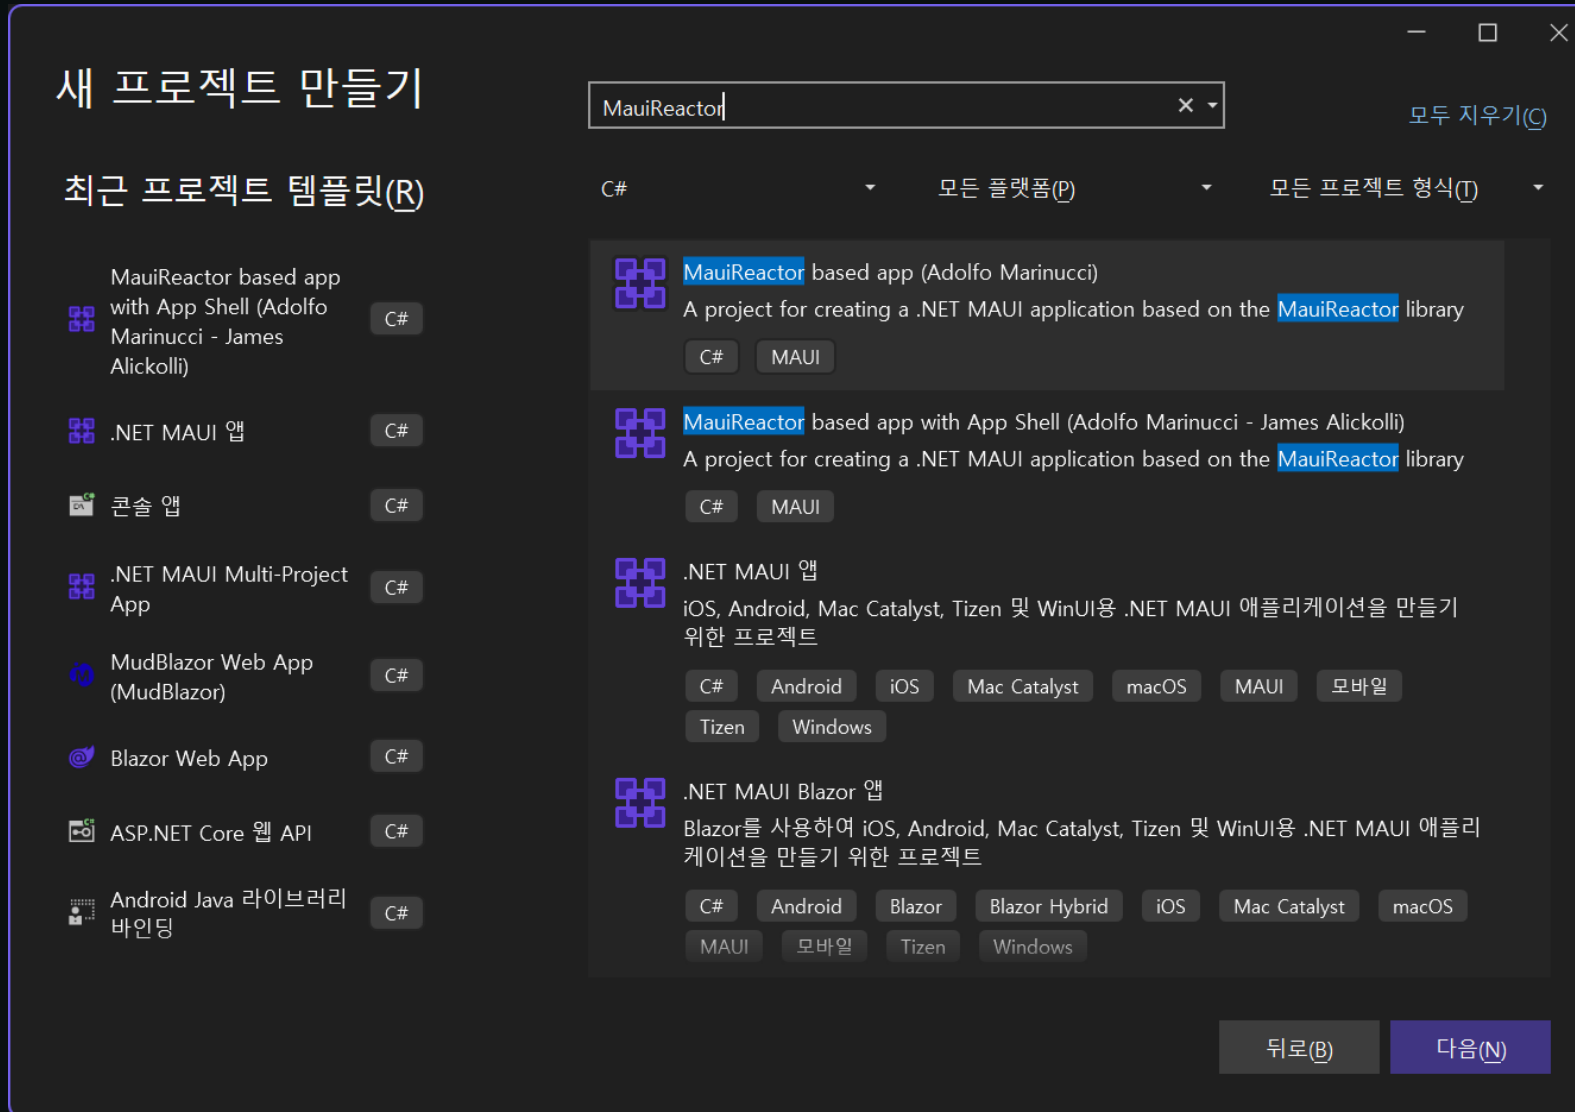 새 프로젝트 만들기
MauiReactor
모두 지우기(C)
최근 프로젝트 템플릿(R)
C#
모든 플랫폼(P)
모든 프로젝트 형식(T)
MauiReactor based app
with App Shell (Adolfo
Marinucci - James
Alickolli)
C#
.NET MAUI 앱
C#
콘솔 앱
C#
.NET MAUI Multi-Project
App
C#
MudBlazor Web App
(MudBlazor)
C#
Blazor Web App
C#
ASP.NET Core 웹 API
C#
Android Java 라이브러리
바인딩
C#
MauiReactor based app (Adolfo Marinucci)
A project for creating a .NET MAUI application based on the MauiReactor library
C# MAUI
MauiReactor based app with App Shell (Adolfo Marinucci - James Alickolli)
A project for creating a .NET MAUI application based on the MauiReactor library
C# MAUI
.NET MAUI 앱
iOS, Android, Mac Catalyst, Tizen 및 WinUI용 .NET MAUI 애플리케이션을 만들기
위한 프로젝트
C# Android iOS Mac Catalyst macOS MAUI 모바일
Tizen Windows
.NET MAUI Blazor 앱
Blazor를 사용하여 iOS, Android, Mac Catalyst, Tizen 및 WinUI용 .NET MAUI 애플리
케이션을 만들기 위한 프로젝트
C# Android Blazor Blazor Hybrid iOS Mac Catalyst macOS
MAUI 모바일 Tizen Windows
뒤로(B)
다음(N)